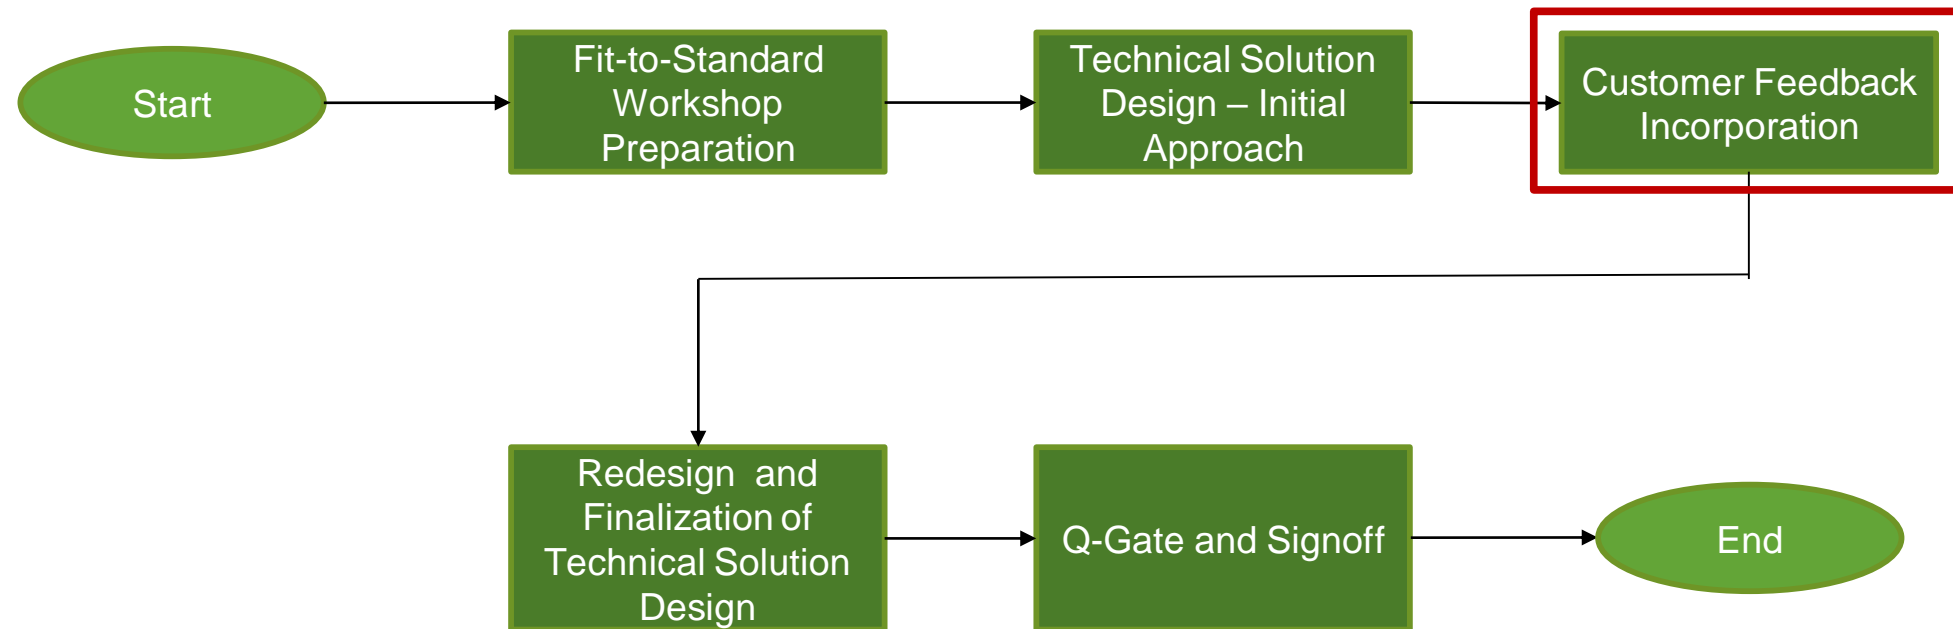 Start
Fit-to-Standard
Workshop
Preparation
Technical Solution
Design – Initial
Approach
Customer Feedback
Incorporation
Redesign and
Finalization of
Technical Solution
Design
Q-Gate and Signoff
End